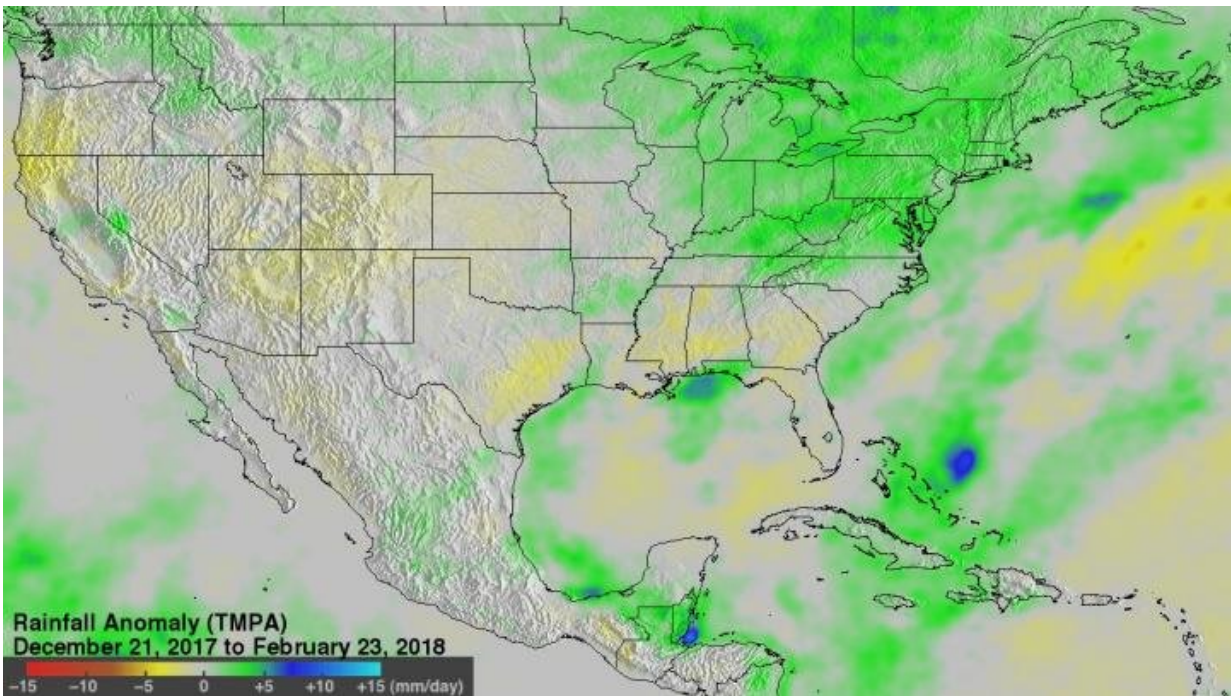 Rainfall Anomaly (TMPA)
December 21, 2017 to February 23, 2018
−15 −10 −5 0 +5 +10 +15 (mm/day)